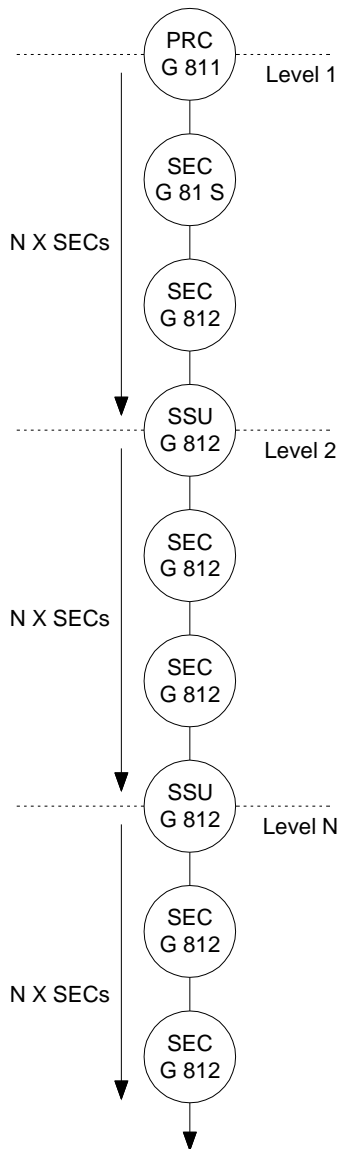 PRC
G 811
Level 1
SEC
G 81 S
N X SECs
SEC
G 812
SSU
G 812
Level 2
SEC
G 812
N X SECs
SEC
G 812
SSU
G 812
Level N
SEC
G 812
N X SECs
SEC
G 812